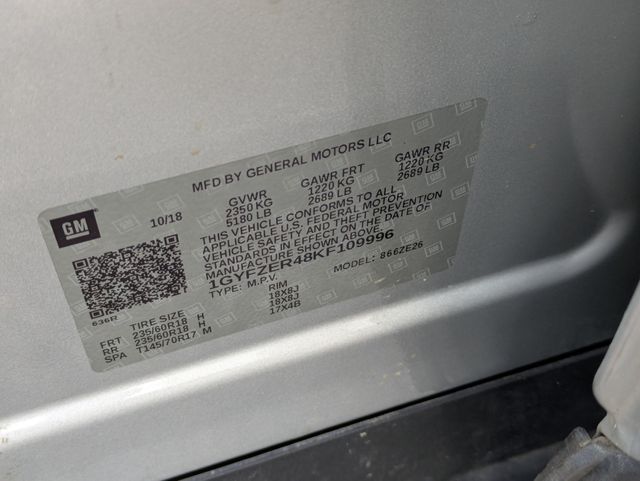 MFD BY GENERAL MOTORS LLC
GM
10/18
GVWR GAWR FRT GAWR RR
2360 KG 1220 KG 1220 KG
5180 LB 2689 LB 2689 LB
THIS VEHICLE CONFORMS TO ALL
APPLICABLE U.S. FEDERAL MOTOR
VEHICLE SAFETY AND THEFT PREVENTION
STANDARDS IN EFFECT ON THE DATE OF
MANUFACTURE SHOWN ABOVE.
1GYFZER48KF109996
TYPE: M.P.V. MODEL: 866ZE26
636R
TIRE SIZE RIM
FRT 235/60R18 H 18X8J
RR 235/60R18 H 18X8J
SPA T145/70R17 M 17X4B